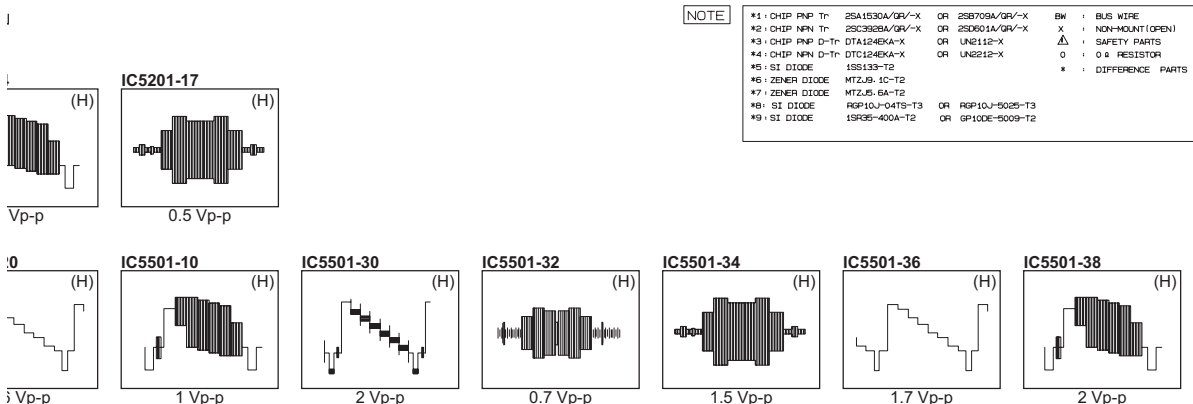 NOTE
*1 : CHIP PNP Tr 2SA1530A/QR/-X OR 2SB709A/QR/-X BW : BUS WIRE
*2 : CHIP NPN Tr 2SC3928A/QR/-X OR 2SD601A/QR/-X X : NON-MOUNT(OPEN)
*3 : CHIP PNP D-Tr DTA124EKA-X OR UN2112-X ⚠ : SAFETY PARTS
*4 : CHIP NPN D-Tr DTC124EKA-X OR UN2212-X O : 0 Ω RESISTOR
*5 : SI DIODE 1SS133-T2 * : DIFFERENCE PARTS
*6 : ZENER DIODE MTZJ9.1C-T2
*7 : ZENER DIODE MTZJ5.6A-T2
*8: SI DIODE RGP10J-04TS-T3 OR RGP10J-5025-T3
*9 : SI DIODE 1SR35-400A-T2 OR GP10DE-5009-T2
IC5201-17
(H) (H)
Vp-p 0.5 Vp-p
20 IC5501-10 IC5501-30 IC5501-32 IC5501-34 IC5501-36 IC5501-38
(H) (H) (H) (H) (H) (H) (H)
Vp-p 1 Vp-p 2 Vp-p 0.7 Vp-p 1.5 Vp-p 1.7 Vp-p 2 Vp-p